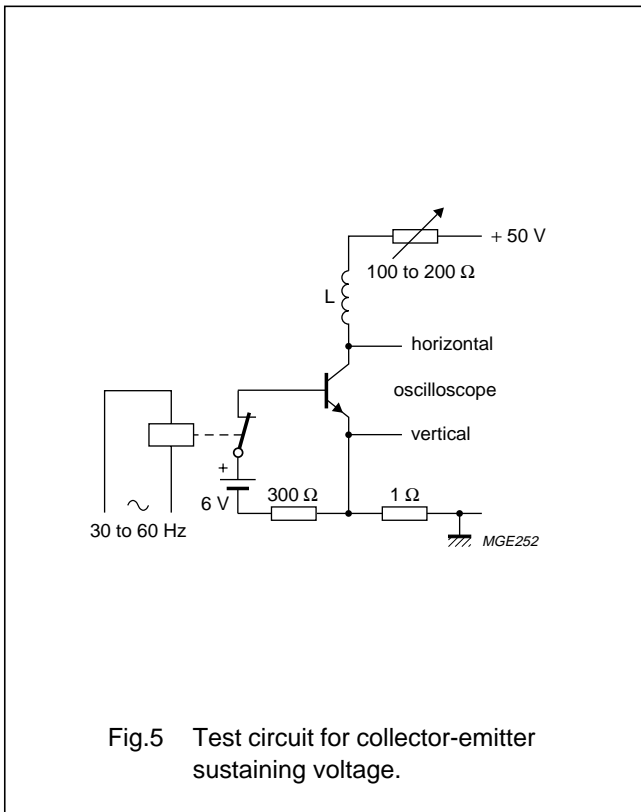 + 50 V
100 to 200 Ω
L
horizontal
oscilloscope
vertical
+
6 V
300 Ω
1 Ω
30 to 60 Hz
MGE252
Fig.5 Test circuit for collector-emitter
sustaining voltage.